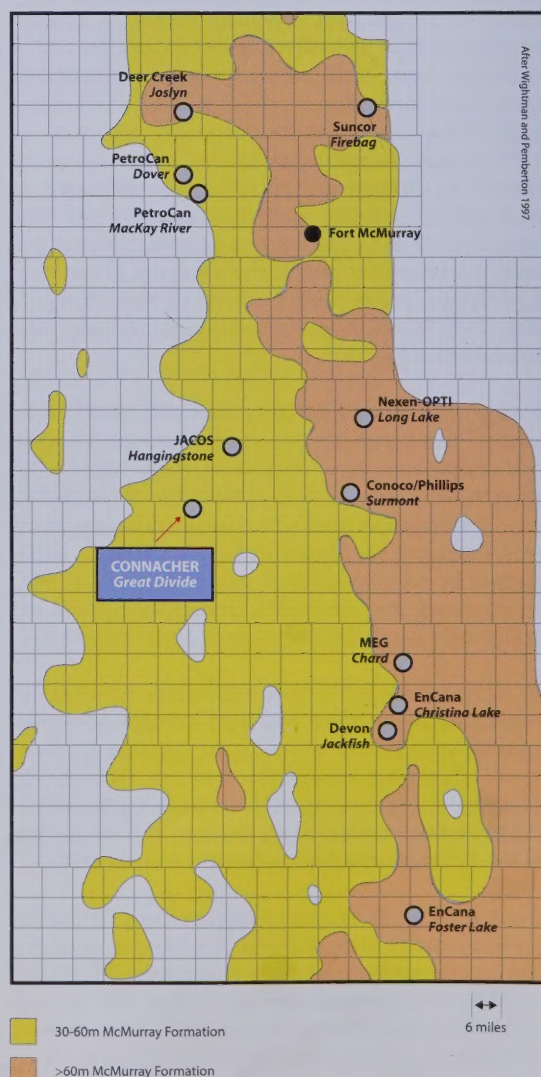 After Wightman and Pemberton 1997
Deer Creek
Joslyn
Suncor
Firebag
PetroCan
Dover
PetroCan
MacKay River
Fort McMurray
Nexen-OPTI
Long Lake
JACOS
Hangingstone
Conoco/Phillips
Surmont
CONNACHER
Great Divide
MEG
Chard
EnCana
Christina Lake
Devon
Jackfish
EnCana
Foster Lake
6 miles
30-60m McMurray Formation
>60m McMurray Formation